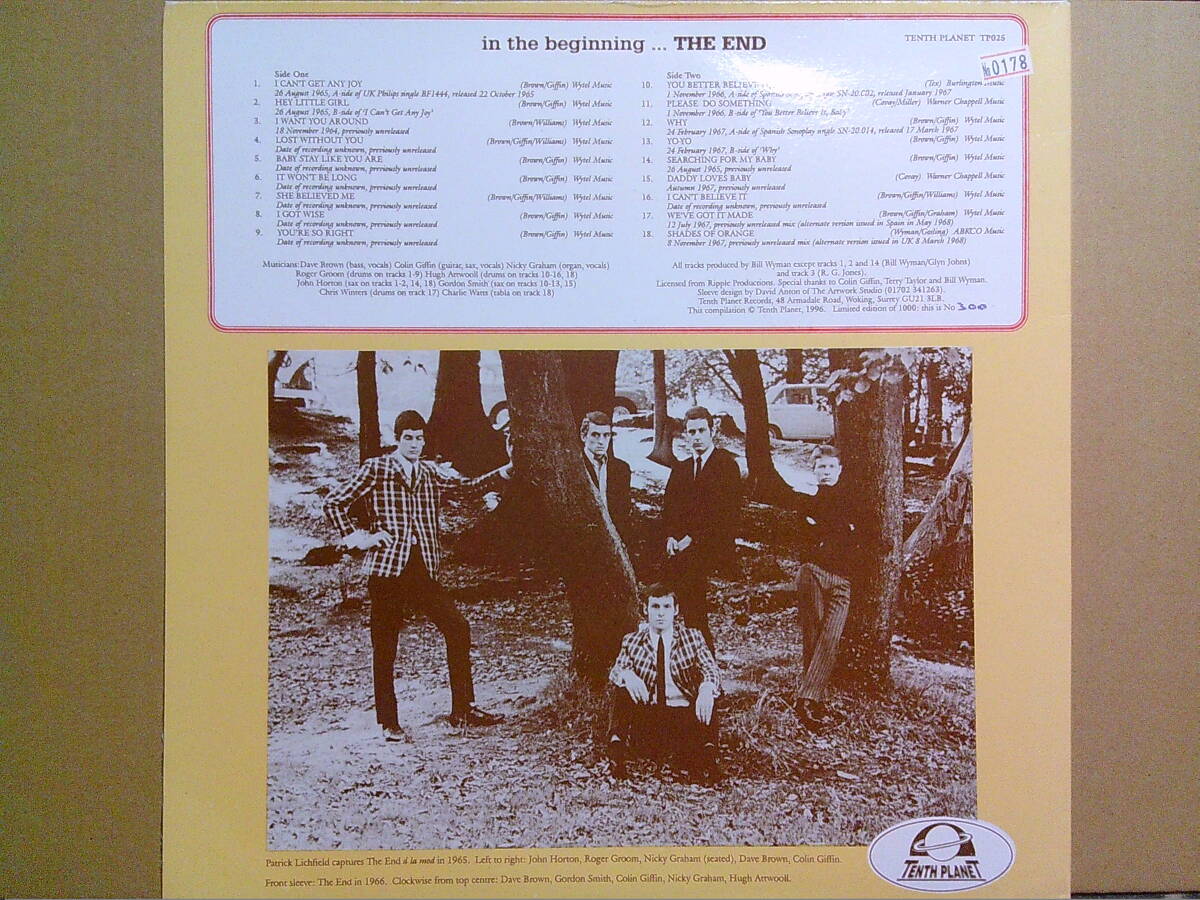 in the beginning ... THE END
TENTH PLANET TP025
№0178
Side One
1. I CAN'T GET ANY JOY (Brown/Giffin) Wytel Music
26 August 1965, A-side of UK Philips single BF1444, released 22 October 1965
2. HEY LITTLE GIRL (Brown/Giffin) Wytel Music
26 August 1965, B-side of 'I Can't Get Any Joy'
3. I WANT YOU AROUND (Brown/Williams) Wytel Music
18 November 1964, previously unreleased
4. LOST WITHOUT YOU (Brown/Giffin/Williams) Wytel Music
Date of recording unknown, previously unreleased
5. BABY STAY LIKE YOU ARE (Brown/Giffin) Wytel Music
Date of recording unknown, previously unreleased
6. IT WON'T BE LONG (Brown/Giffin) Wytel Music
Date of recording unknown, previously unreleased
7. SHE BELIEVED ME (Brown/Giffin/Williams) Wytel Music
Date of recording unknown, previously unreleased
8. I GOT WISE (Brown/Giffin) Wytel Music
Date of recording unknown, previously unreleased
9. YOU'RE SO RIGHT (Brown/Giffin) Wytel Music
Date of recording unknown, previously unreleased
Side Two
10. YOU BETTER BELIEVE (Tex) Burlington Music
1 November 1966, A-side of SN-20.002, released January 1967
11. PLEASE DO SOMETHING (Covay/Miller) Warner Chappell Music
1 November 1966, B-side of 'You Better Believe It, Baby'
12. WHY (Brown/Giffin) Wytel Music
24 February 1967, A-side of Spanish Sonoplay single SN-20.014, released 17 March 1967
13. YO-YO (Brown/Giffin) Wytel Music
24 February 1967, B-side of 'Why'
14. SEARCHING FOR MY BABY (Brown/Giffin) Wytel Music
26 August 1965, previously unreleased
15. DADDY LOVES BABY (Covay) Warner Chappell Music
Autumn 1967, previously unreleased
16. I CAN'T BELIEVE IT (Brown/Giffin/Williams) Wytel Music
Date of recording unknown, previously unreleased
17. WE'VE GOT IT MADE (Brown/Giffin/Graham) Wytel Music
12 July 1967, previously unreleased mix (alternate version issued in Spain in May 1968)
18. SHADES OF ORANGE (Wyman/Gosling) ABKCO Music
8 November 1967, previously unreleased mix (alternate version issued in UK 8 March 1968)
Musicians: Dave Brown (bass, vocals) Colin Giffin (guitar, sax, vocals) Nicky Graham (organ, vocals)
Roger Groom (drums on tracks 1-9) Hugh Attwooll (drums on tracks 10-16, 18)
John Horton (sax on tracks 1-2, 14, 18) Gordon Smith (sax on tracks 10-13, 15)
Chris Winters (drums on track 17) Charlie Watts (tabla on track 18)
All tracks produced by Bill Wyman except tracks 1, 2 and 14 (Bill Wyman/Glyn Johns)
and track 3 (R. G. Jones).
Licensed from Ripple Productions. Special thanks to Colin Giffin, Terry Taylor and Bill Wyman.
Sleeve design by David Anton of The Artwork Studio (01702 341263).
Tenth Planet Records, 48 Armadale Road, Woking, Surrey GU21 3LB.
This compilation © Tenth Planet, 1996. Limited edition of 1000: this is No 300
Patrick Lichfield captures The End à la mod in 1965. Left to right: John Horton, Roger Groom, Nicky Graham (seated), Dave Brown, Colin Giffin.
Front sleeve: The End in 1966. Clockwise from top centre: Dave Brown, Gordon Smith, Colin Giffin, Nicky Graham, Hugh Attwooll.
TENTH PLANET